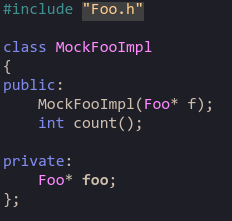 #include "Foo.h"
class MockFooImpl
{
public:
    MockFooImpl(Foo* f);
    int count();
private:
    Foo* foo;
};